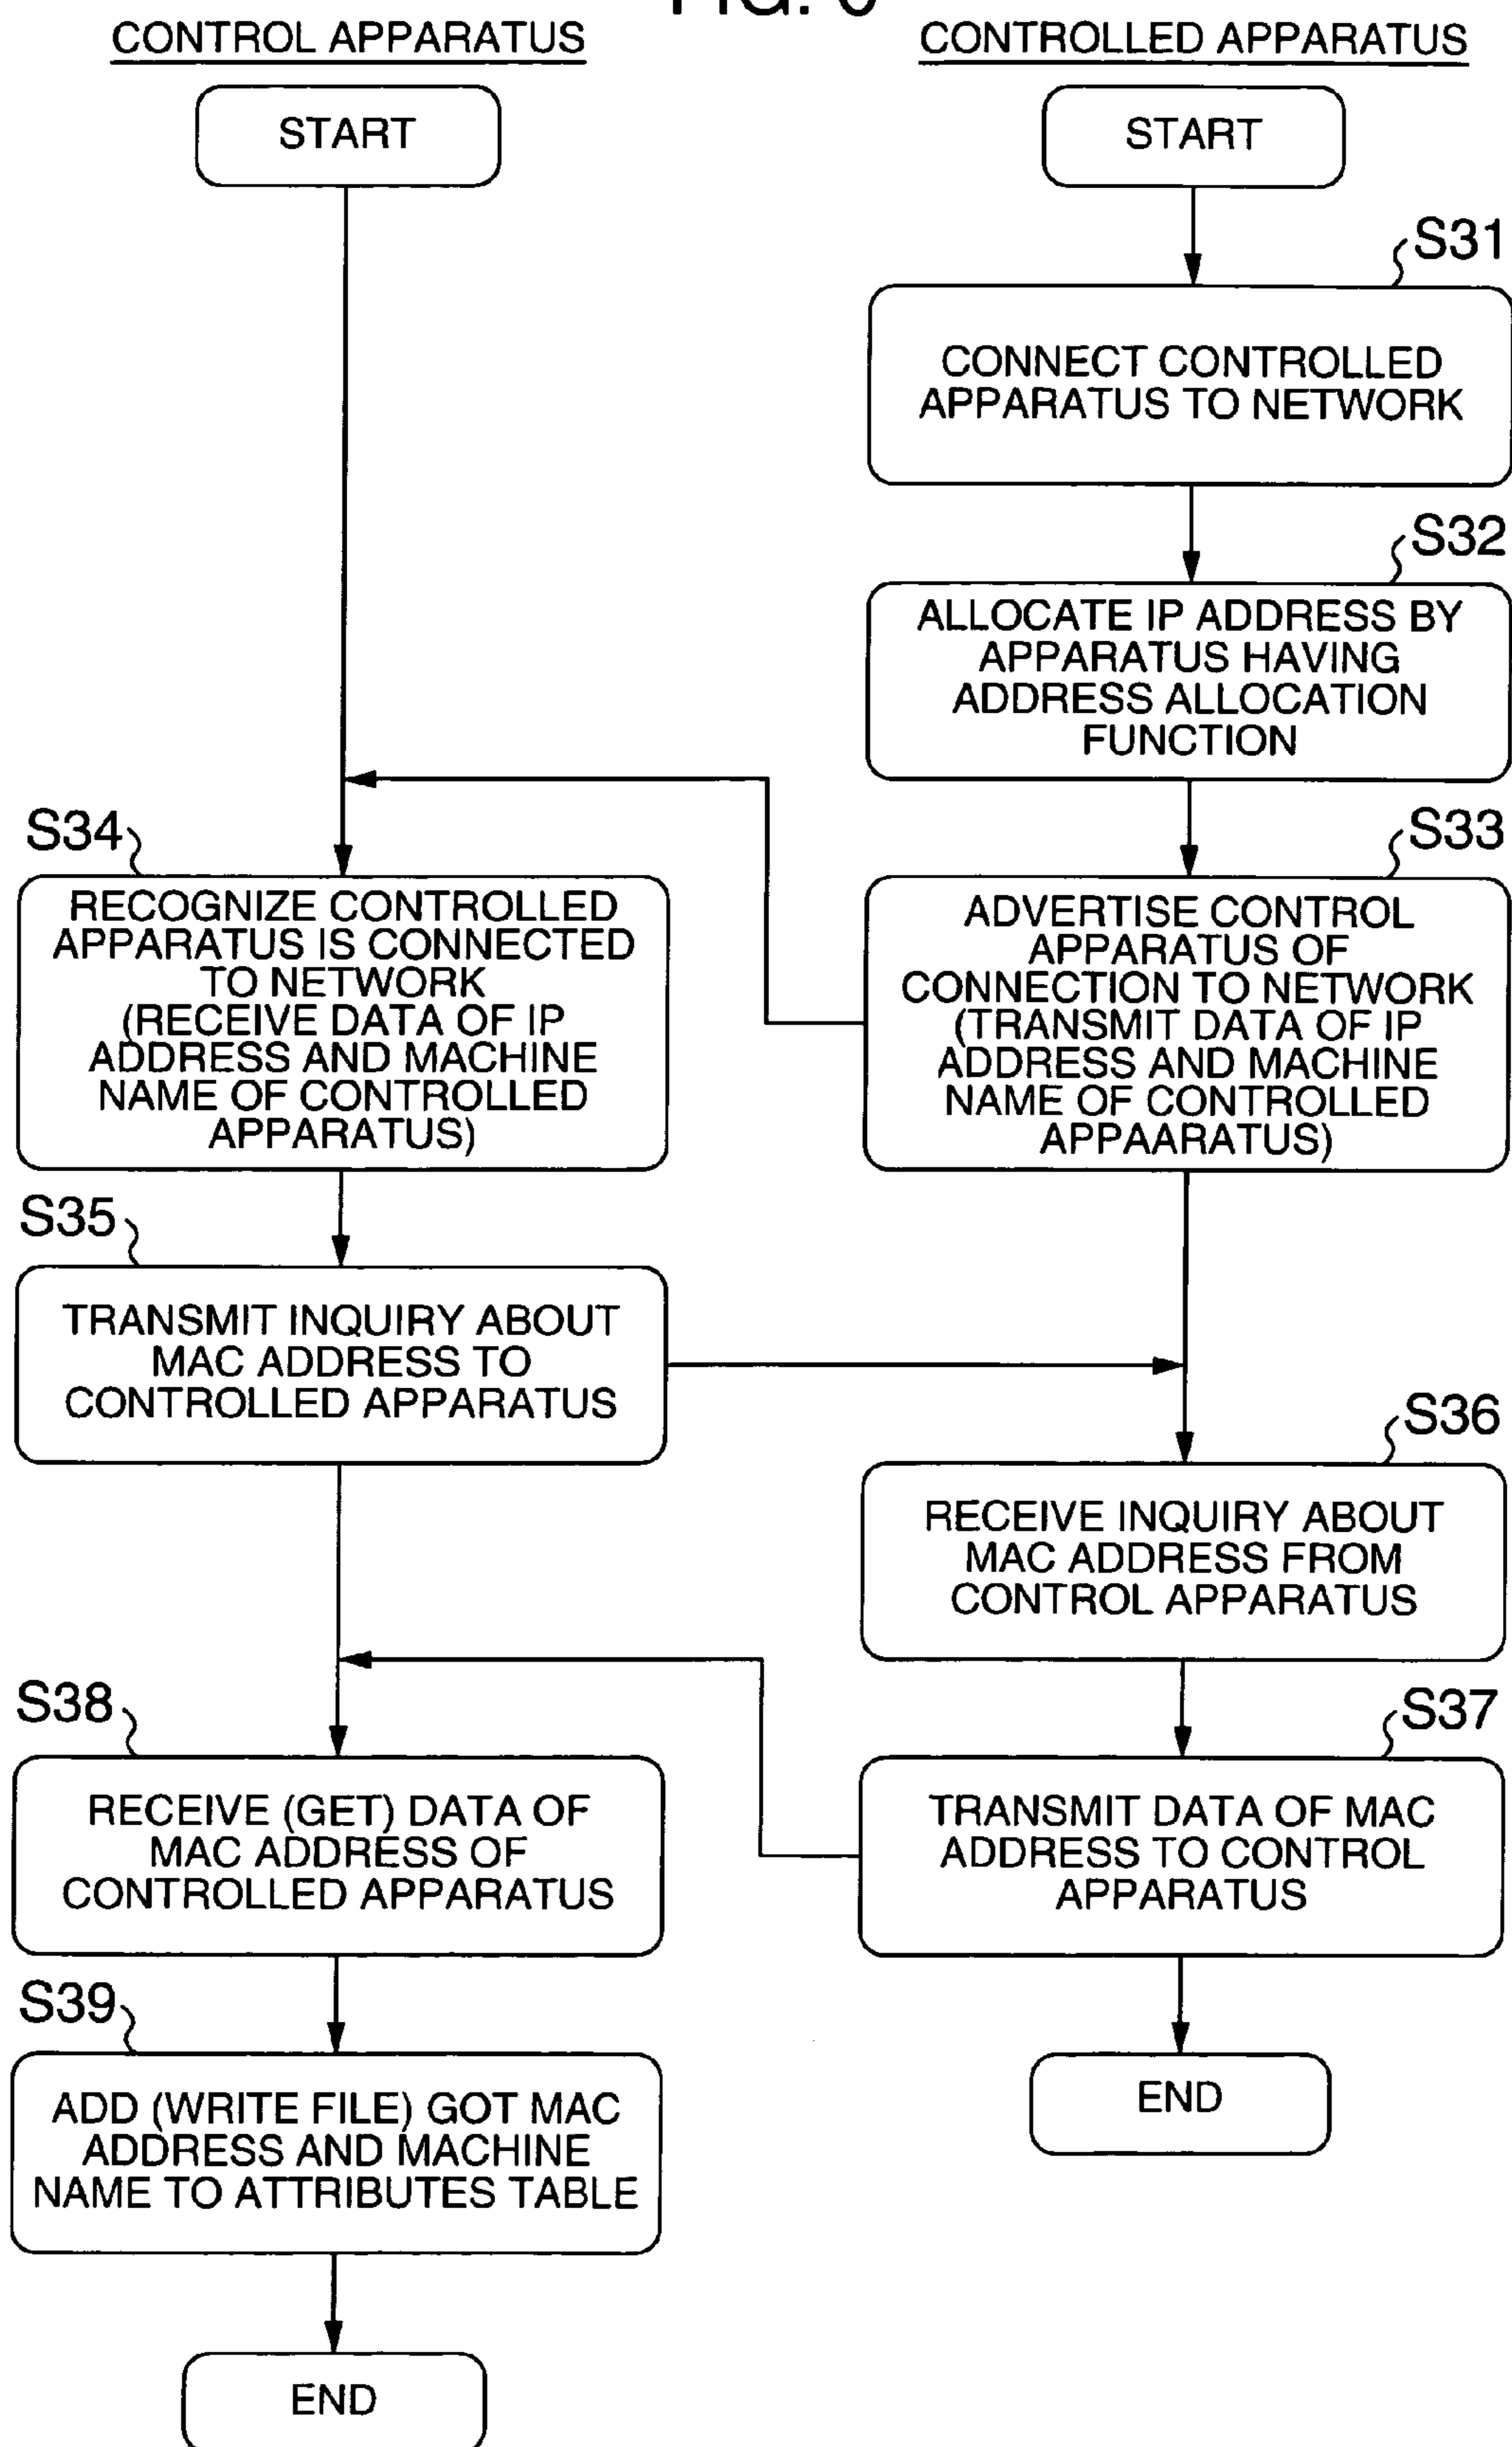 CONTROL APPARATUS
START
CONTROLLED APPARATUS
START
S31
CONNECT CONTROLLED
APPARATUS TO NETWORK
S32
ALLOCATE IP ADDRESS BY
APPARATUS HAVING
ADDRESS ALLOCATION
FUNCTION
S33
ADVERTISE CONTROL
APPARATUS OF
CONNECTION TO NETWORK
(TRANSMIT DATA OF IP
ADDRESS AND MACHINE
NAME OF CONTROLLED
APPAARATUS)
S34
RECOGNIZE CONTROLLED
APPARATUS IS CONNECTED
TO NETWORK
(RECEIVE DATA OF IP
ADDRESS AND MACHINE
NAME OF CONTROLLED
APPARATUS)
S35
TRANSMIT INQUIRY ABOUT
MAC ADDRESS TO
CONTROLLED APPARATUS
S36
RECEIVE INQUIRY ABOUT
MAC ADDRESS FROM
CONTROL APPARATUS
S37
TRANSMIT DATA OF MAC
ADDRESS TO CONTROL
APPARATUS
END
S38
RECEIVE (GET) DATA OF
MAC ADDRESS OF
CONTROLLED APPARATUS
S39
ADD (WRITE FILE) GOT MAC
ADDRESS AND MACHINE
NAME TO ATTRIBUTES TABLE
END